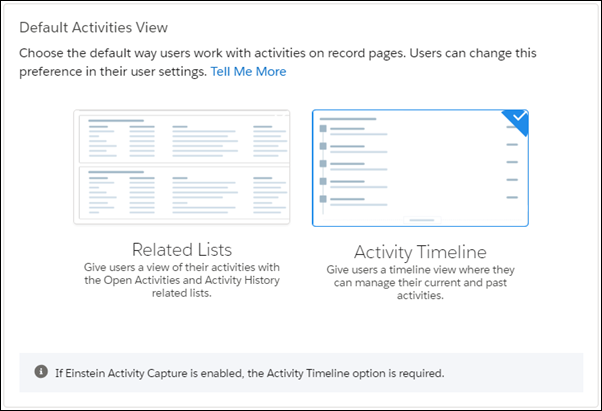 Default Activities View
Choose the default way users work with activities on record pages. Users can change this
preference in their user settings. Tell Me More
Related Lists
Give users a view of their activities with
the Open Activities and Activity History
related lists.
Activity Timeline
Give users a timeline view where they
can manage their current and past
activities.
If Einstein Activity Capture is enabled, the Activity Timeline option is required.